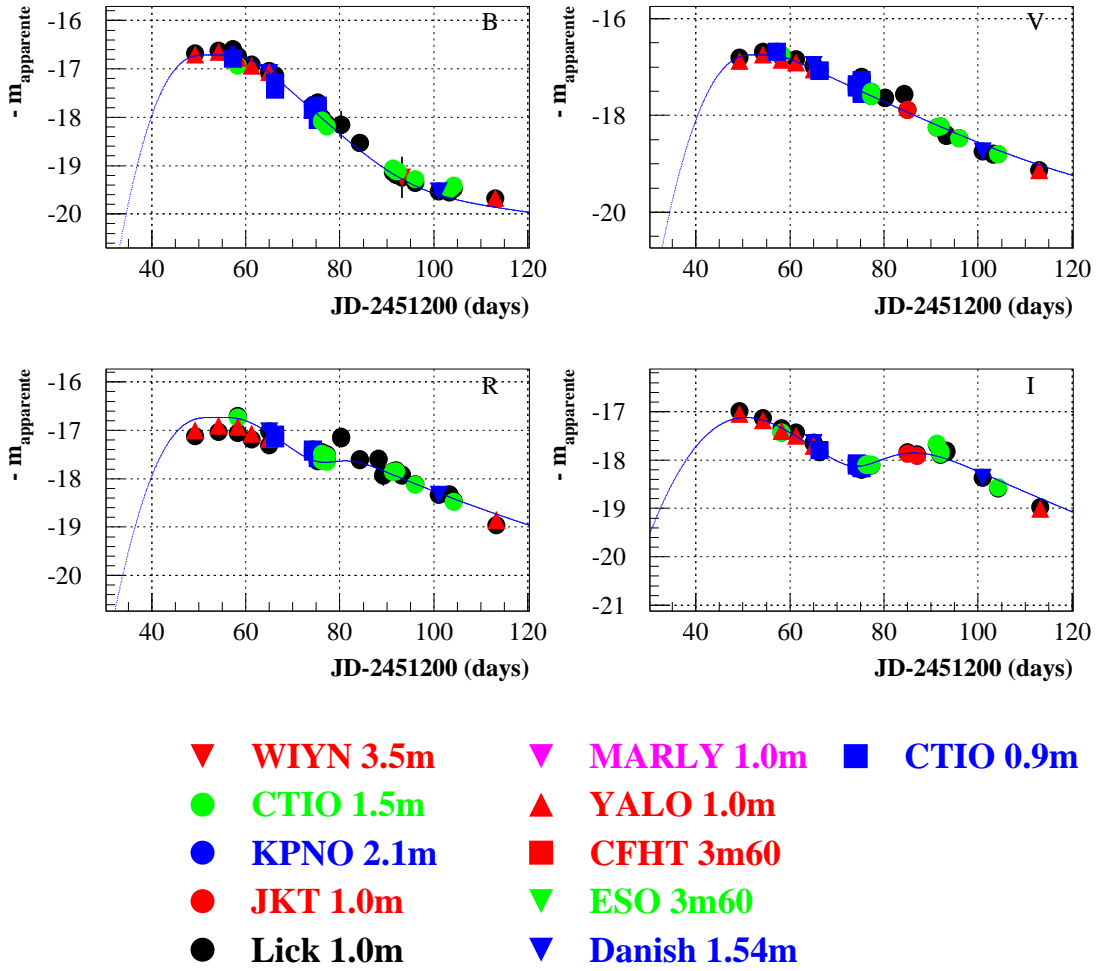 B
- m apparente
-16
-17
-18
-19
-20
40 60 80 100 120
JD-2451200 (days)
V
- m apparente
-16
-18
-20
40 60 80 100 120
JD-2451200 (days)
R
- m apparente
-16
-17
-18
-19
-20
40 60 80 100 120
JD-2451200 (days)
I
- m apparente
-17
-18
-19
-20
-21
40 60 80 100 120
JD-2451200 (days)
WIYN 3.5m
MARLY 1.0m
CTIO 0.9m
CTIO 1.5m
YALO 1.0m
KPNO 2.1m
CFHT 3m60
JKT 1.0m
ESO 3m60
Lick 1.0m
Danish 1.54m